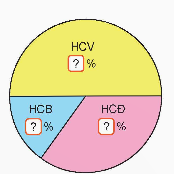 HCV
? %
HCB HCĐ
? % ? %